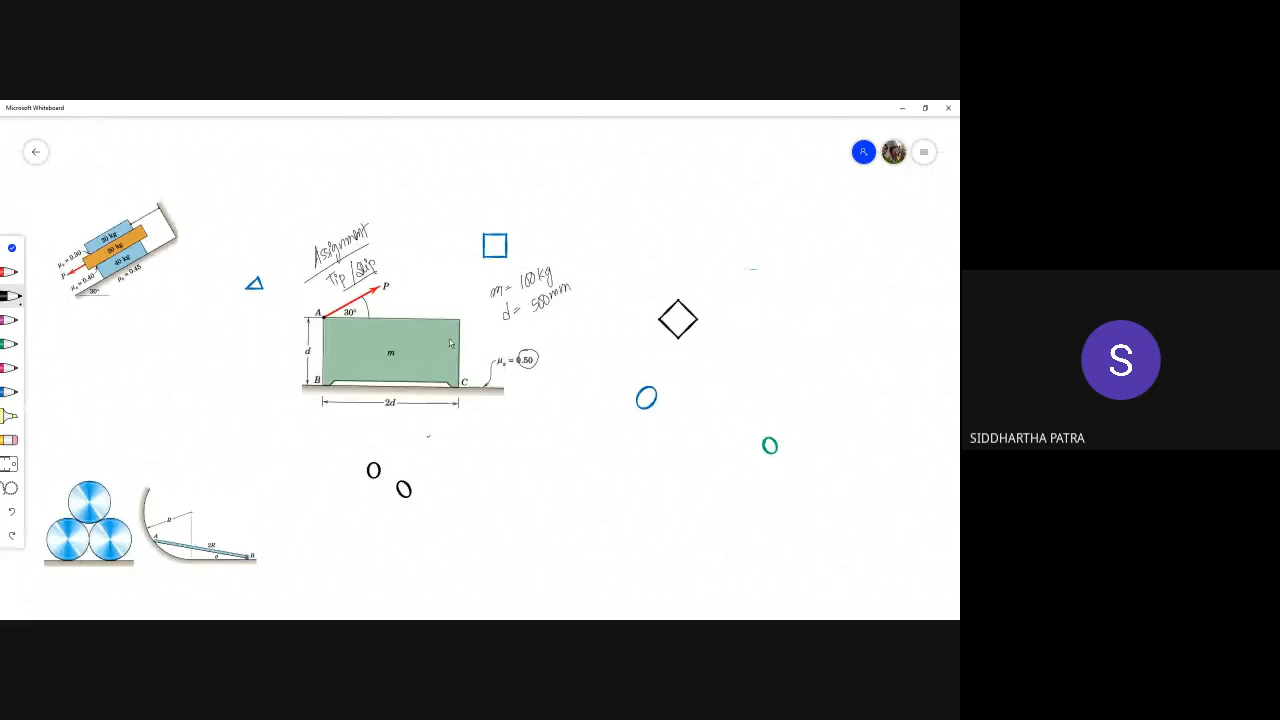 Microsoft Whiteboard
20 kg
50 kg
40 kg
μs = 0.30
P
μs = 0.40
μs = 0.45
30°
Assignment
Tip/Slip
P
A
30°
m = 100kg
d = 500mm
d
m
B
C
μs = 0.50
2d
R
A
2R
B
θ
S
SIDDHARTHA PATRA